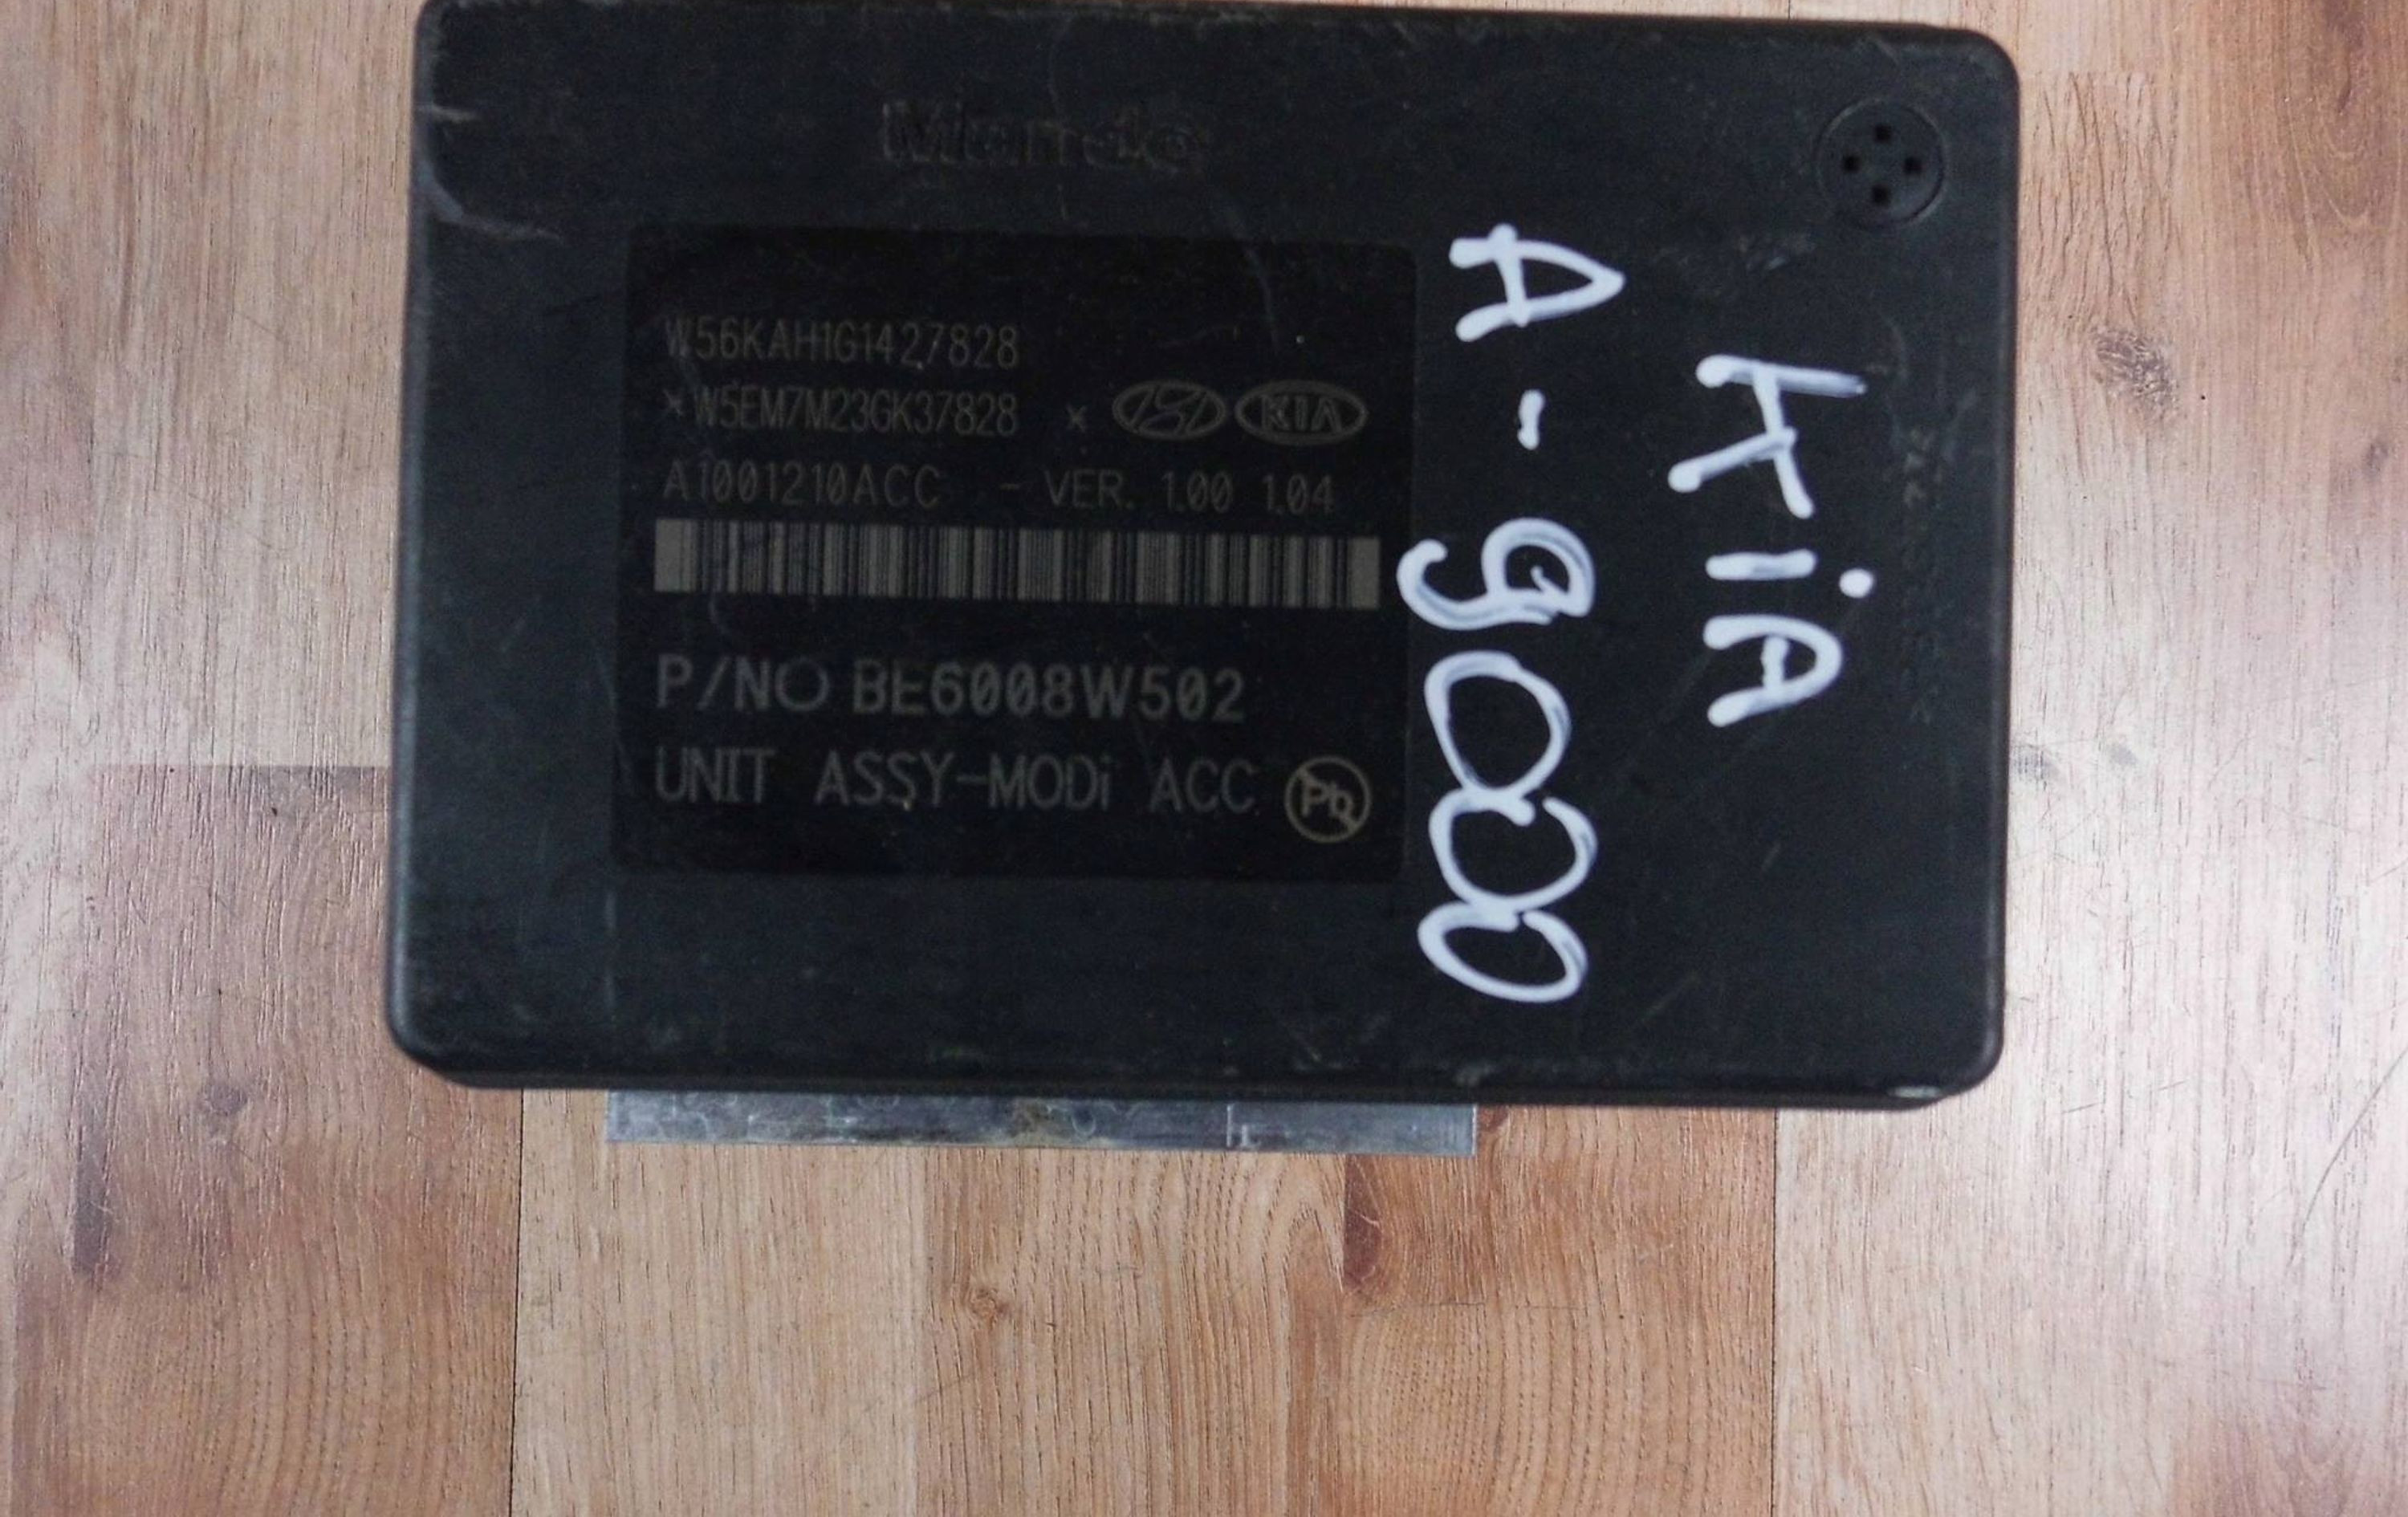 Mando
W56KAH1G1427828
*W5EM7M23GK37828 * KIA
A1001210ACC - VER. 1.00 1.04
P/NO BE6008W502
UNIT ASSY-MODi ACC Pb
KiA
A-9000